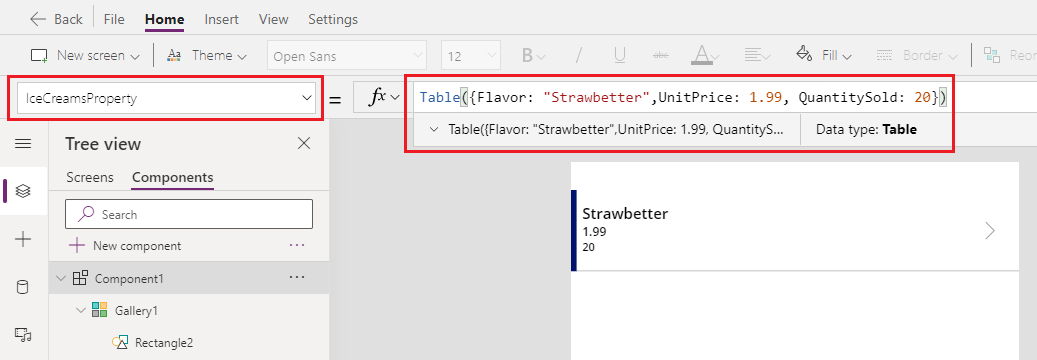 Back File Home Insert View Settings
New screen Theme Open Sans 12 B / U abc A Fill Border Reor
IceCreamsProperty = fx Table({Flavor: "Strawbetter",UnitPrice: 1.99, QuantitySold: 20})
Table({Flavor: "Strawbetter",UnitPrice: 1.99, QuantityS... Data type: Table
Tree view
Screens Components
Search
New component ...
Component1 ...
Gallery1
Rectangle2
Strawbetter
1.99
20